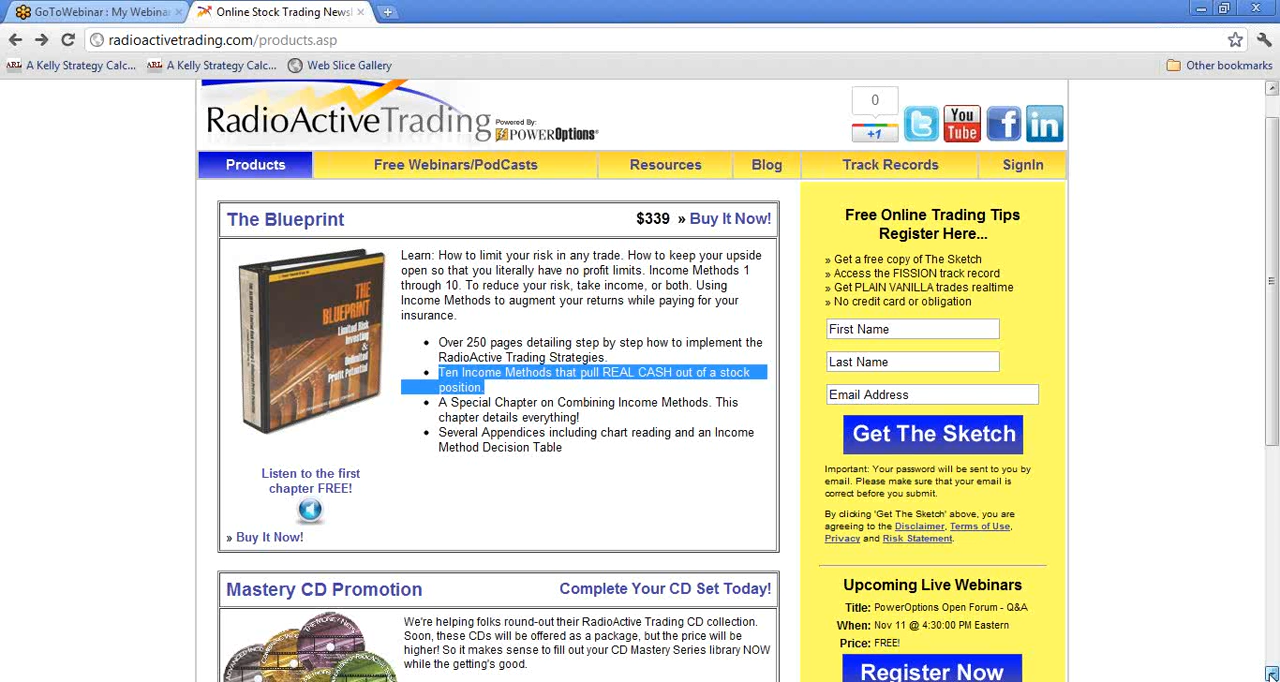 GoToWebinar : My Webinar
Online Stock Trading Newsl
radioactivetrading.com/products.asp
A Kelly Strategy Calc...
A Kelly Strategy Calc...
Web Slice Gallery
Other bookmarks
RadioActiveTrading
Powered By:
POWEROptions®
0
+1
You
Tube
Products
Free Webinars/PodCasts
Resources
Blog
Track Records
SignIn
The Blueprint
$339 » Buy It Now!
THE
BLUEPRINT
Limited Risk
Investing
&
Unlimited
Profit Potential
Learn: How to limit your risk in any trade. How to keep your upside
open so that you literally have no profit limits. Income Methods 1
through 10. To reduce your risk, take income, or both. Using
Income Methods to augment your returns while paying for your
insurance.
• Over 250 pages detailing step by step how to implement the
RadioActive Trading Strategies.
• Ten Income Methods that pull REAL CASH out of a stock
position.
• A Special Chapter on Combining Income Methods. This
chapter details everything!
• Several Appendices including chart reading and an Income
Method Decision Table
Listen to the first
chapter FREE!
» Buy It Now!
Mastery CD Promotion
Complete Your CD Set Today!
We're helping folks round-out their RadioActive Trading CD collection.
Soon, these CDs will be offered as a package, but the price will be
higher! So it makes sense to fill out your CD Mastery Series library NOW
while the getting's good.
Free Online Trading Tips
Register Here...
» Get a free copy of The Sketch
» Access the FISSION track record
» Get PLAIN VANILLA trades realtime
» No credit card or obligation
First Name
Last Name
Email Address
Get The Sketch
Important: Your password will be sent to you by
email. Please make sure that your email is
correct before you submit.
By clicking 'Get The Sketch' above, you are
agreeing to the Disclaimer, Terms of Use,
Privacy and Risk Statement.
Upcoming Live Webinars
Title: PowerOptions Open Forum - Q&A
When: Nov 11 @ 4:30:00 PM Eastern
Price: FREE!
Register Now